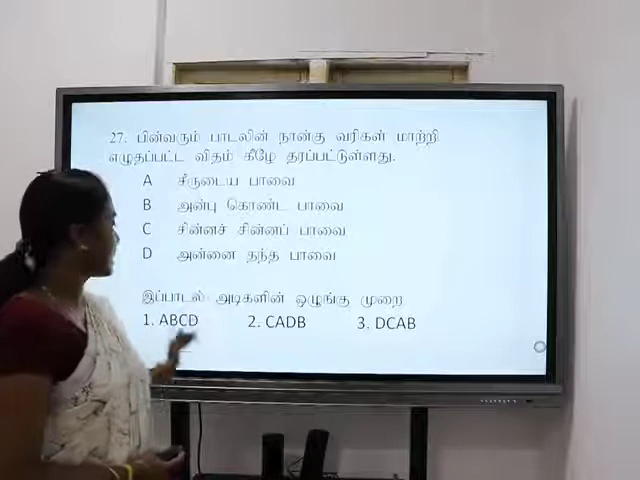 27. பின்வரும் பாடலின் நான்கு வரிகள் மாற்றி
எழுதப்பட்ட விதம் கீழே தரப்பட்டுள்ளது.
A சீருடைய பாவை
B அன்பு கொண்ட பாவை
C சின்னச் சின்னப் பாவை
D அன்னை தந்த பாவை
இப்பாடல் அடிகளின் ஒழுங்கு முறை
1. ABCD 2. CADB 3. DCAB